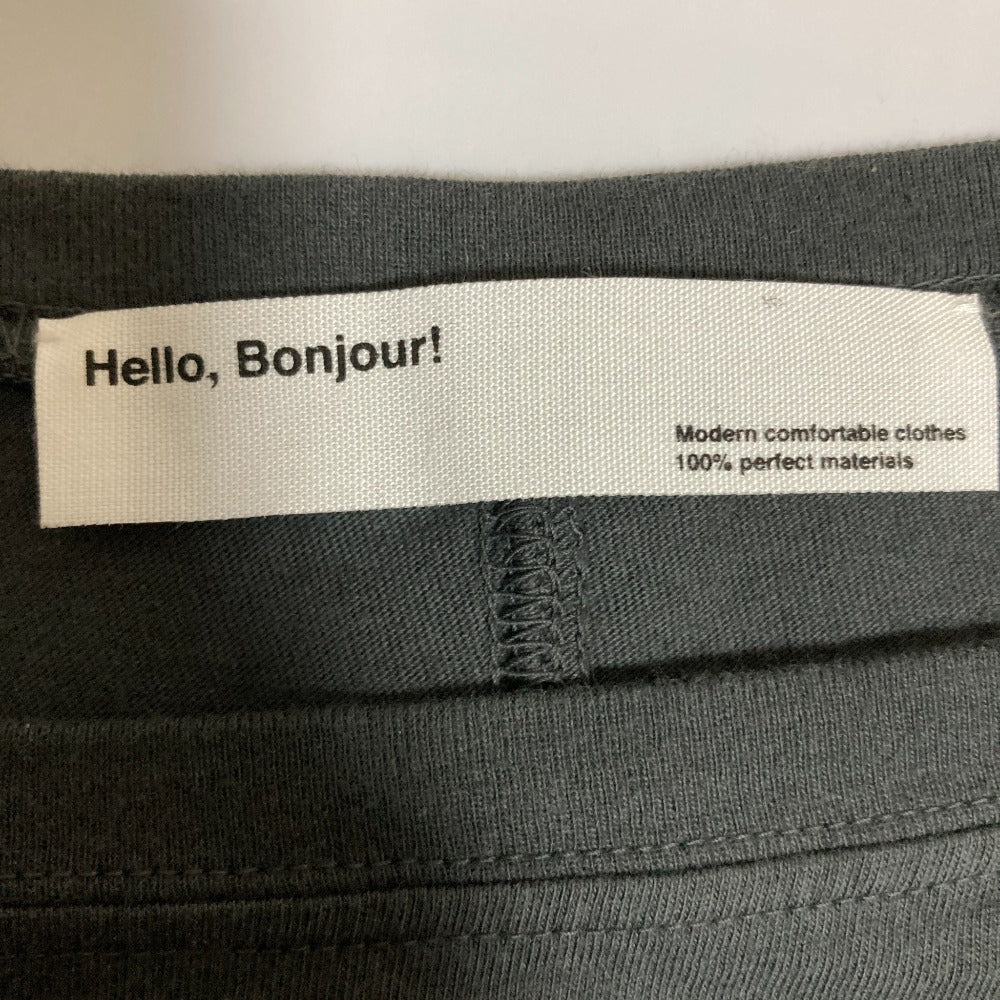 Hello, Bonjour!
Modern comfortable clothes
100% perfect materials